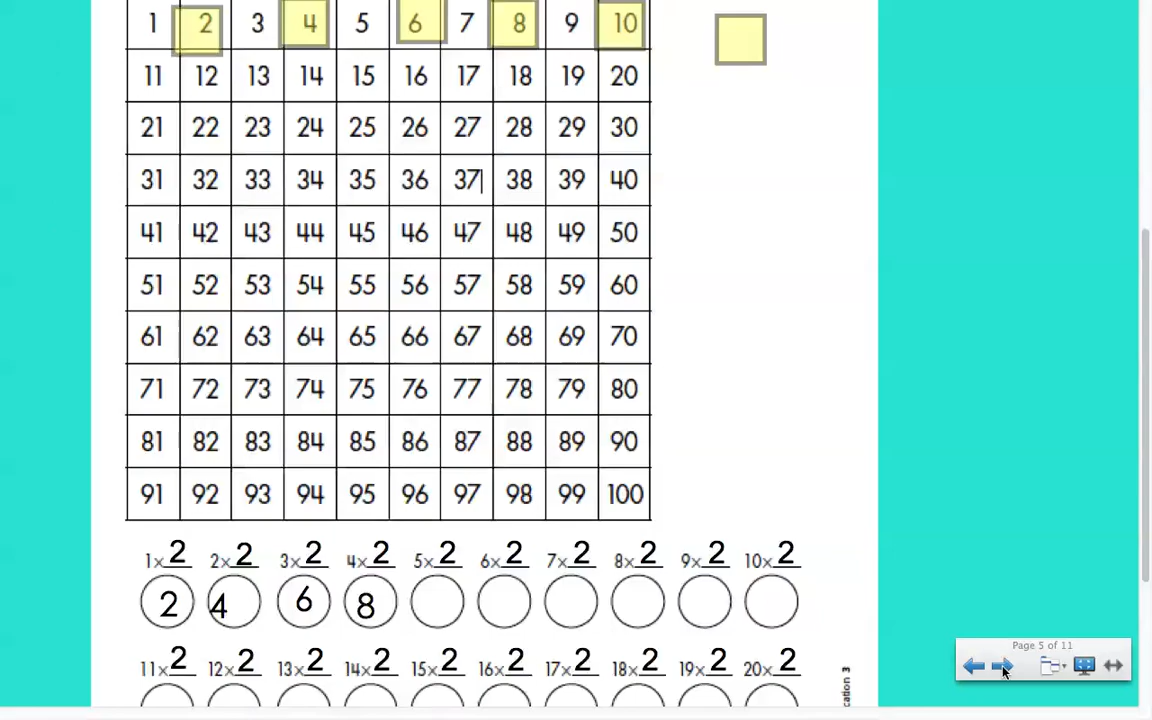 1 2 3 4 5 6 7 8 9 10
11 12 13 14 15 16 17 18 19 20
21 22 23 24 25 26 27 28 29 30
31 32 33 34 35 36 37 38 39 40
41 42 43 44 45 46 47 48 49 50
51 52 53 54 55 56 57 58 59 60
61 62 63 64 65 66 67 68 69 70
71 72 73 74 75 76 77 78 79 80
81 82 83 84 85 86 87 88 89 90
91 92 93 94 95 96 97 98 99 100
1× 2 2× 2 3× 2 4× 2 5× 2 6× 2 7× 2 8× 2 9× 2 10× 2
2 4 6 8
Page 5 of 11
11× 2 12× 2 13× 2 14× 2 15× 2 16× 2 17× 2 18× 2 19× 2 20× 2
cation 3